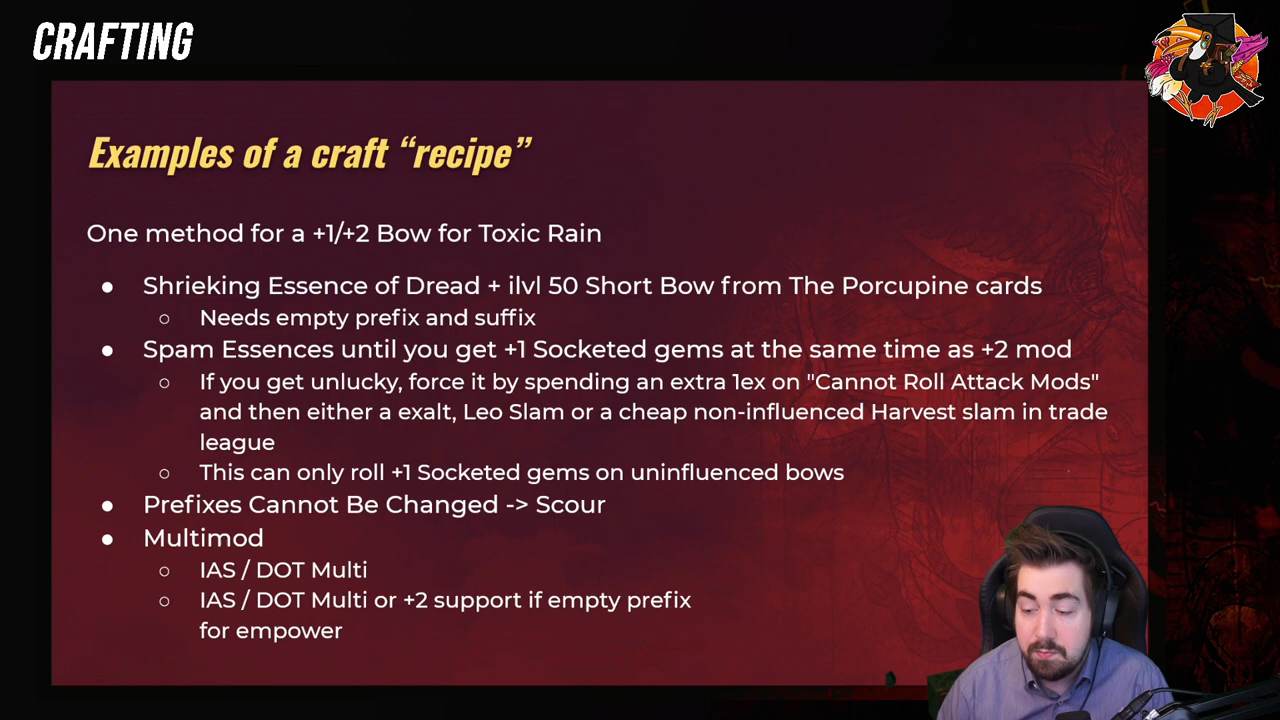 CRAFTING
Examples of a craft “recipe”
One method for a +1/+2 Bow for Toxic Rain
● Shrieking Essence of Dread + ilvl 50 Short Bow from The Porcupine cards
○ Needs empty prefix and suffix
● Spam Essences until you get +1 Socketed gems at the same time as +2 mod
○ If you get unlucky, force it by spending an extra 1ex on "Cannot Roll Attack Mods"
and then either a exalt, Leo Slam or a cheap non-influenced Harvest slam in trade
league
○ This can only roll +1 Socketed gems on uninfluenced bows
● Prefixes Cannot Be Changed -> Scour
● Multimod
○ IAS / DOT Multi
○ IAS / DOT Multi or +2 support if empty prefix
for empower